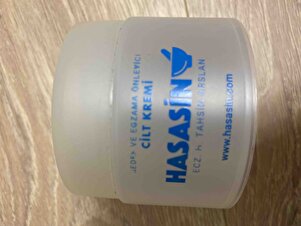 HASASİN
ECZ. H. TAHSİN ARSLAN
VE EGZAMA ÖNLEYİCİ
CİLT KREMİ
www.hasasin.com